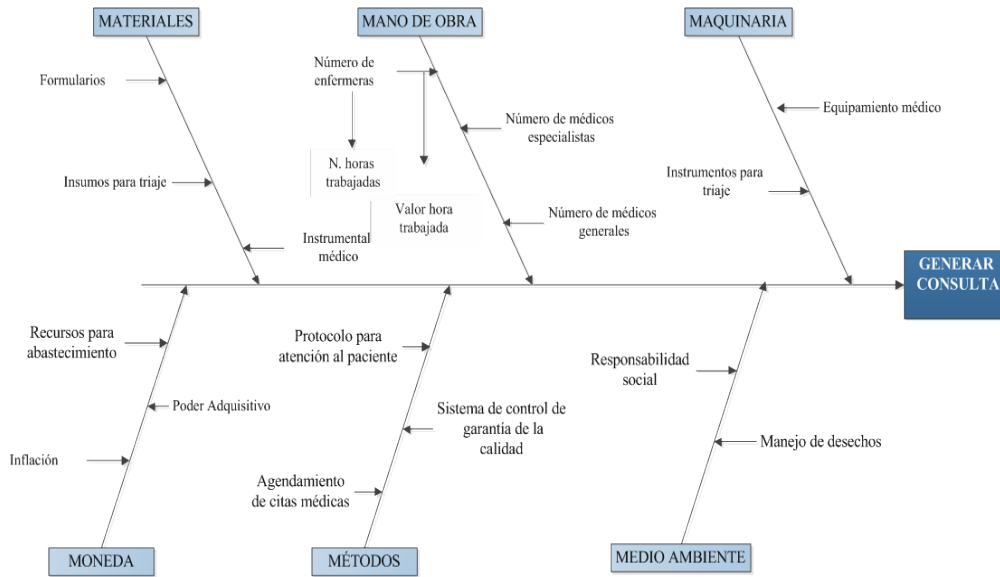 MATERIALES
MANO DE OBRA
MAQUINARIA
Formularios
Número de
enfermeras
Equipamiento médico
Número de médicos
especialistas
N. horas
trabajadas
Insumos para triaje
Instrumentos para
triaje
Valor hora
trabajada
Número de médicos
generales
Instrumental
médico
GENERAR
CONSULTA
Recursos para
abastecimiento
Protocolo para
atención al paciente
Responsabilidad
social
Poder Adquisitivo
Sistema de control de
garantía de la
calidad
Manejo de desechos
Inflación
Agendamiento
de citas médicas
MONEDA
MÉTODOS
MEDIO AMBIENTE